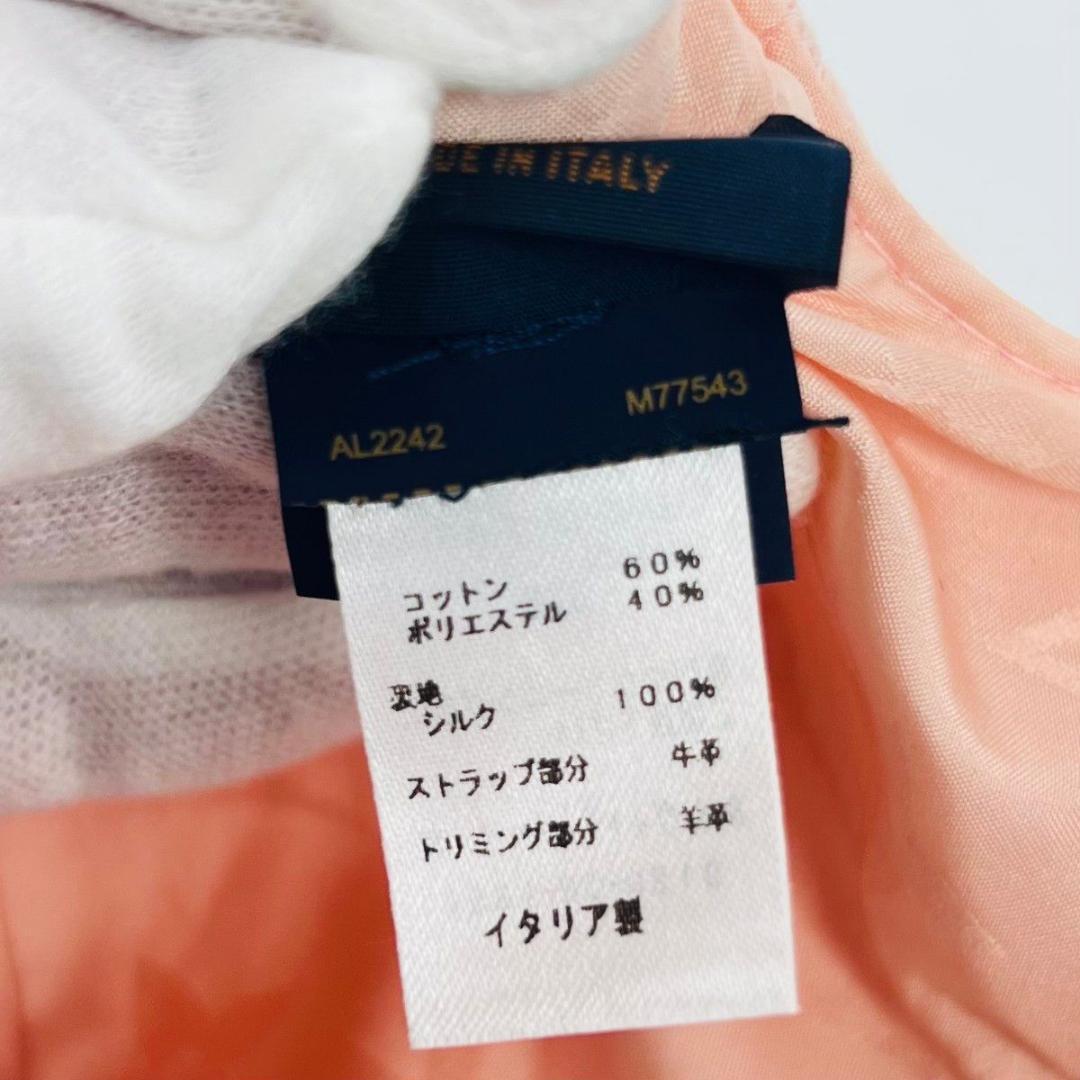 DE IN ITALY
AL2242 M77543
コットン 60%
ポリエステル 40%
裏地
シルク 100%
ストラップ部分 牛革
トリミング部分 羊革
イタリア製